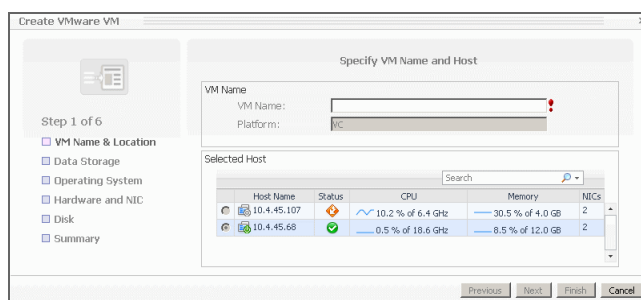 Create VMware VM
Specify VM Name and Host
Step 1 of 6
VM Name & Location
Data Storage
Operating System
Hardware and NIC
Disk
Summary
VM Name
VM Name:
Platform: VC
Selected Host
Search
Host Name Status CPU Memory NICs
10.4.45.107 10.2 % of 6.4 GHz 30.5 % of 4.0 GB 2
10.4.45.68 0.5 % of 18.6 GHz 8.5 % of 12.0 GB 2
Previous Next Finish Cancel